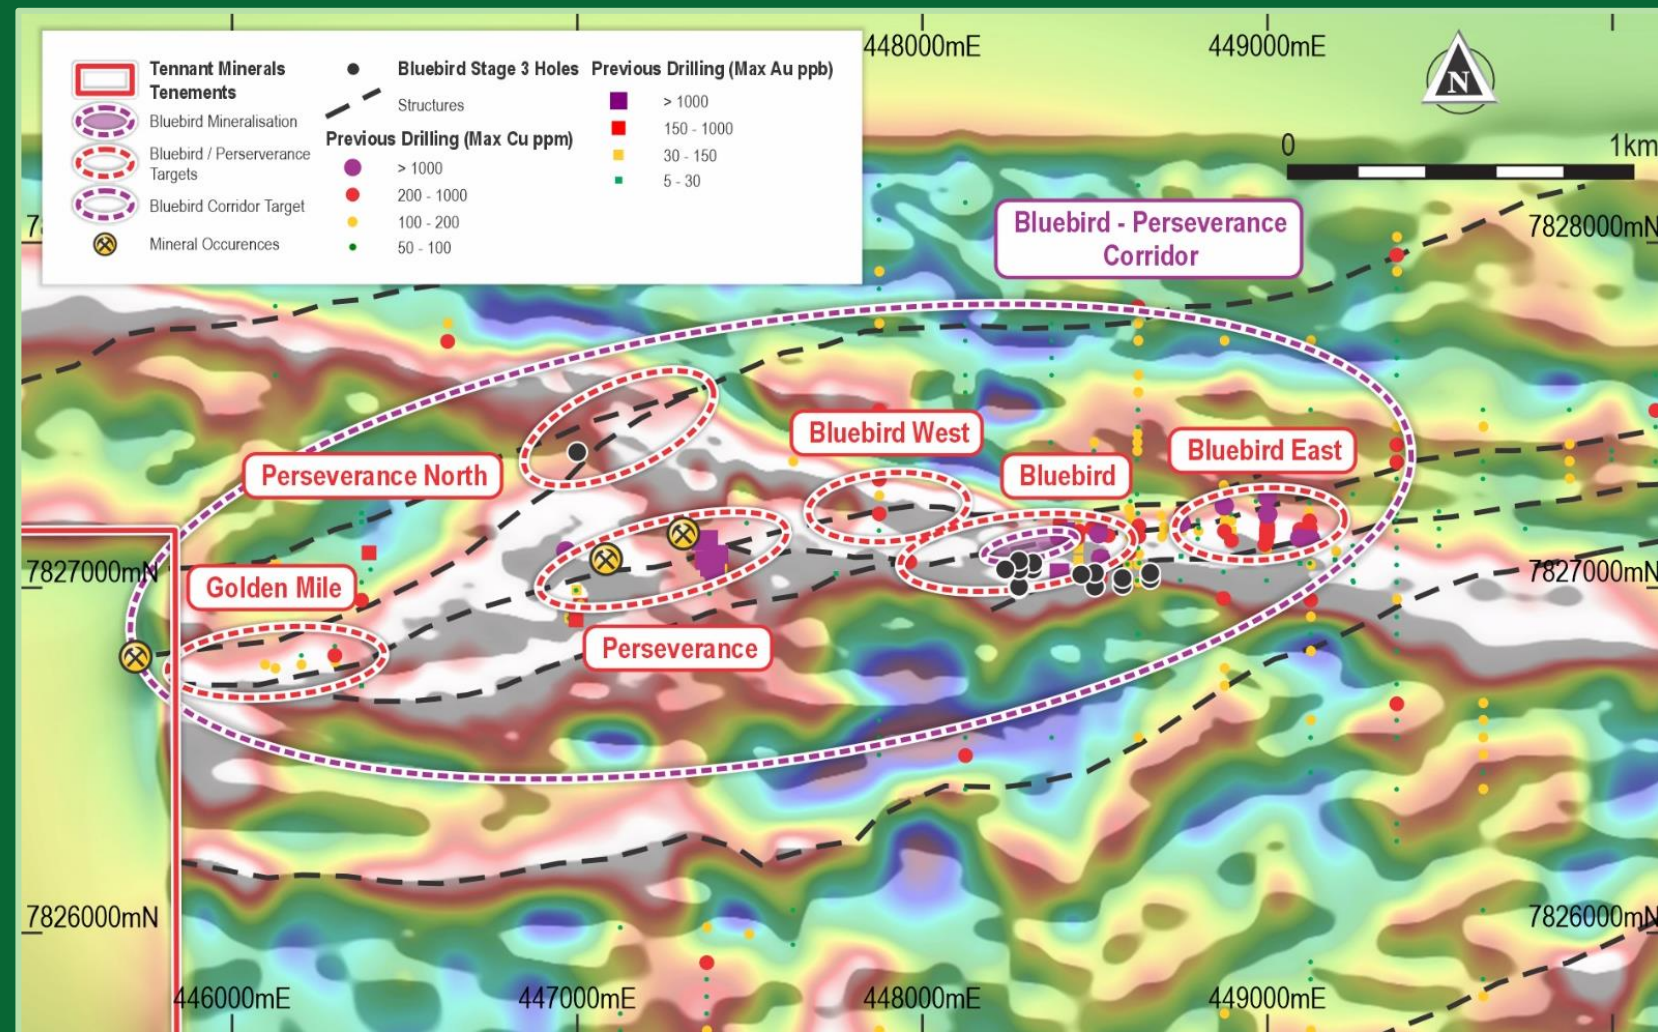 448000mE
449000mE
Tennant Minerals
Tenements
Bluebird Mineralisation
Bluebird / Perserverance
Targets
Bluebird Corridor Target
Mineral Occurences
Bluebird Stage 3 Holes
Structures
Previous Drilling (Max Cu ppm)
> 1000
200 - 1000
100 - 200
50 - 100
Previous Drilling (Max Au ppb)
> 1000
150 - 1000
30 - 150
5 - 30
N
0
1km
7828000mN
Bluebird - Perseverance
Corridor
Bluebird West
Bluebird East
Perseverance North
Bluebird
7827000mN
7827000mN
Golden Mile
Perseverance
7826000mN
7826000mN
446000mE
447000mE
448000mE
449000mE